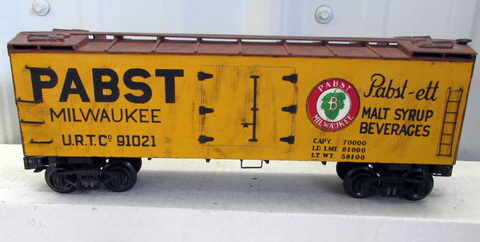 PABST
MILWAUKEE
U.R.T.Co 91021
PABST
B
MILWAUKEE
Pabst-ett
MALT SYRUP
BEVERAGES
CAPY. 70000
LD. LMT. 81000
LT. WT. 58100